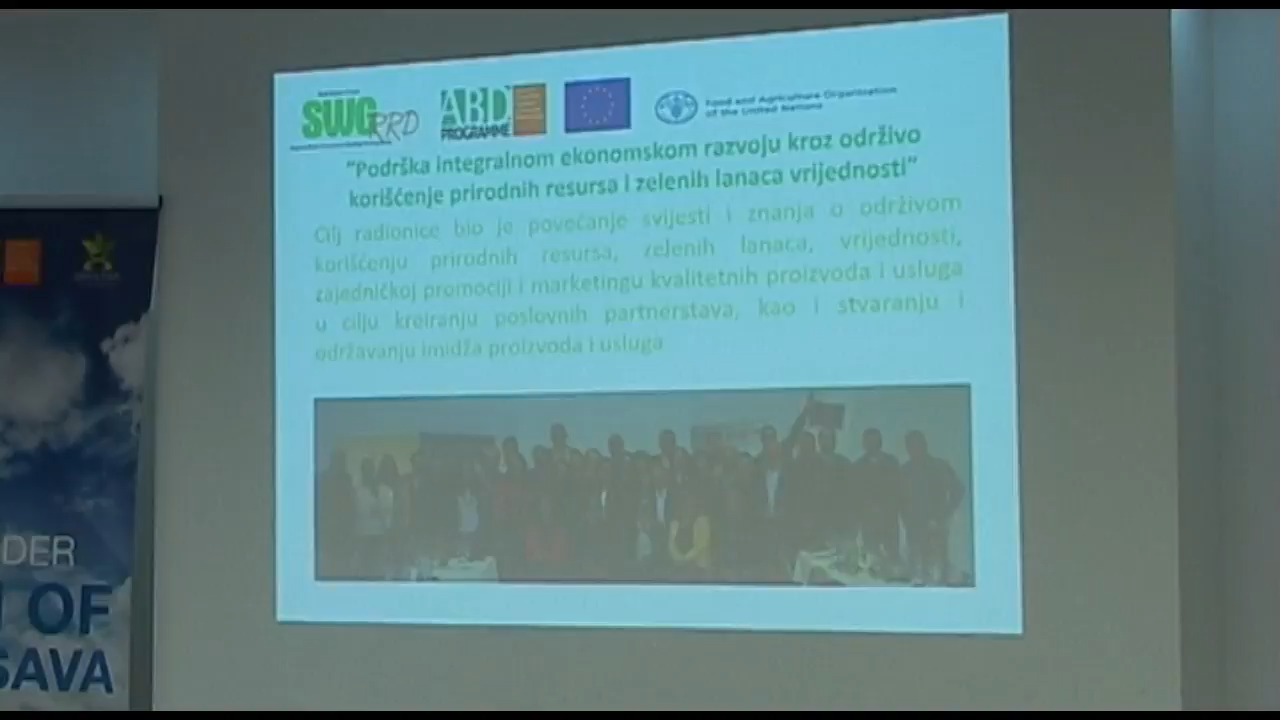 SWG
RRD
ABD
PROGRAMME
Food and Agriculture Organization
of the United Nations
"Podrška integralnom ekonomskom razvoju kroz održivo
korišćenje prirodnih resursa i zelenih lanaca vrijednosti"
Cilj radionice bio je povećanje svijesti i znanja o održivom
korišćenju prirodnih resursa, zelenih lanaca, vrijednosti,
zajedničkoj promociji i marketingu kvalitetnih proizvoda i usluga
u cilju kreiranju poslovnih partnerstava, kao i stvaranju i
održavanju imidža proizvoda i usluga
DER
OF
SAVA